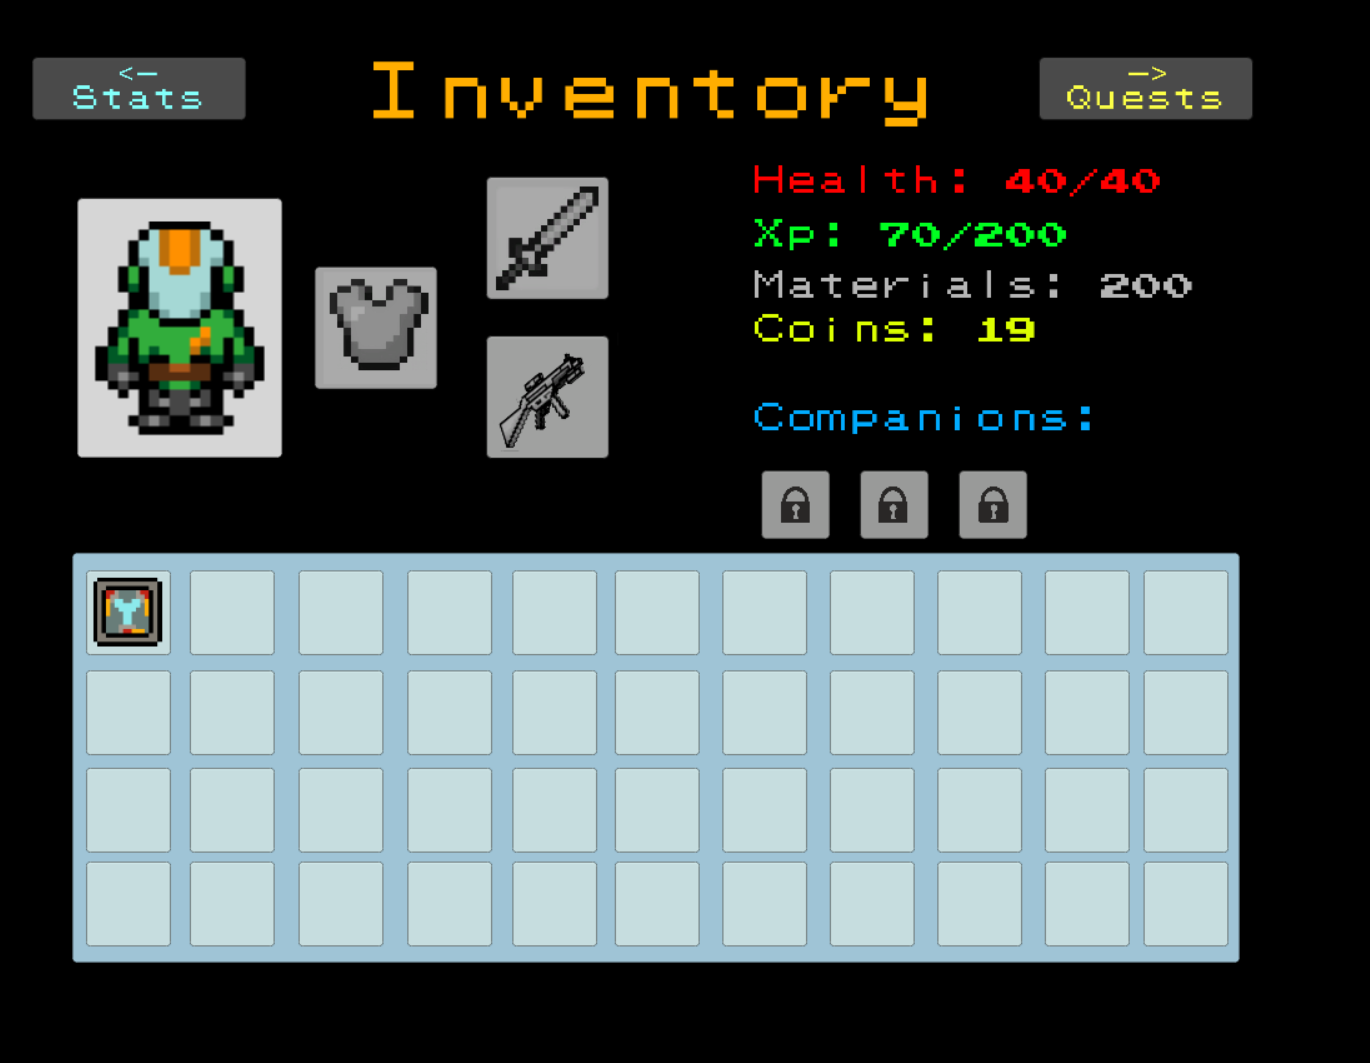 <—
Stats
Inventory
—>
Quests
Health: 40/40
Xp: 70/200
Materials: 200
Coins: 19
Companions: